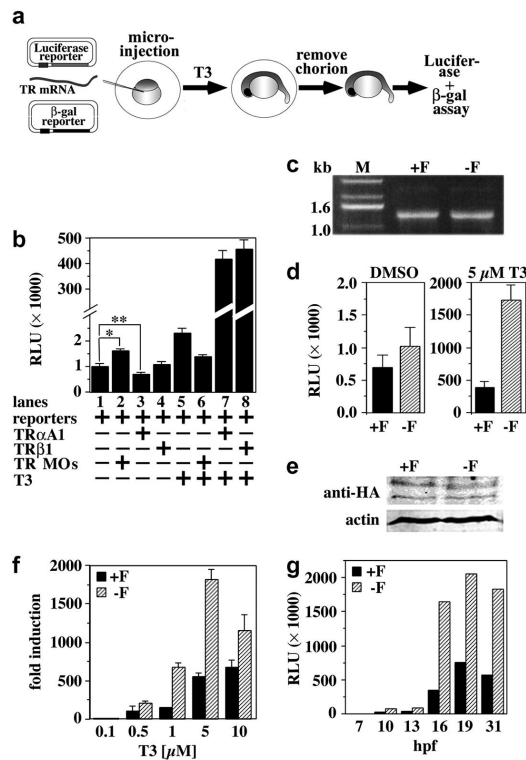 a
Luciferase
reporter
TR mRNA
β-gal
reporter
micro-
injection
T3
remove
chorion
Lucifer-
ase
+
β-gal
assay
b
RLU (× 1000)
500
400
300
2
1
0
**
*
lanes 1 2 3 4 5 6 7 8
reporters + + + + + + + +
TRαA1 — — + — — — + —
TRβ1 — — — + — — — +
TR MOs — + — — — + — —
T3 — — — — + + + +
c
kb M +F -F
1.6
1.0
d
DMSO
5 µM T3
RLU (× 1000)
2.0
1.5
1.0
0.5
0.0
+F -F
2000
1500
1000
500
0
+F -F
e
+F -F
anti-HA
actin
f
+F
-F
fold induction
2000
1500
1000
500
0
0.1 0.5 1 5 10
T3 [µM]
g
+F
-F
RLU (× 1000)
2000
1500
1000
500
0
7 10 13 16 19 31
hpf